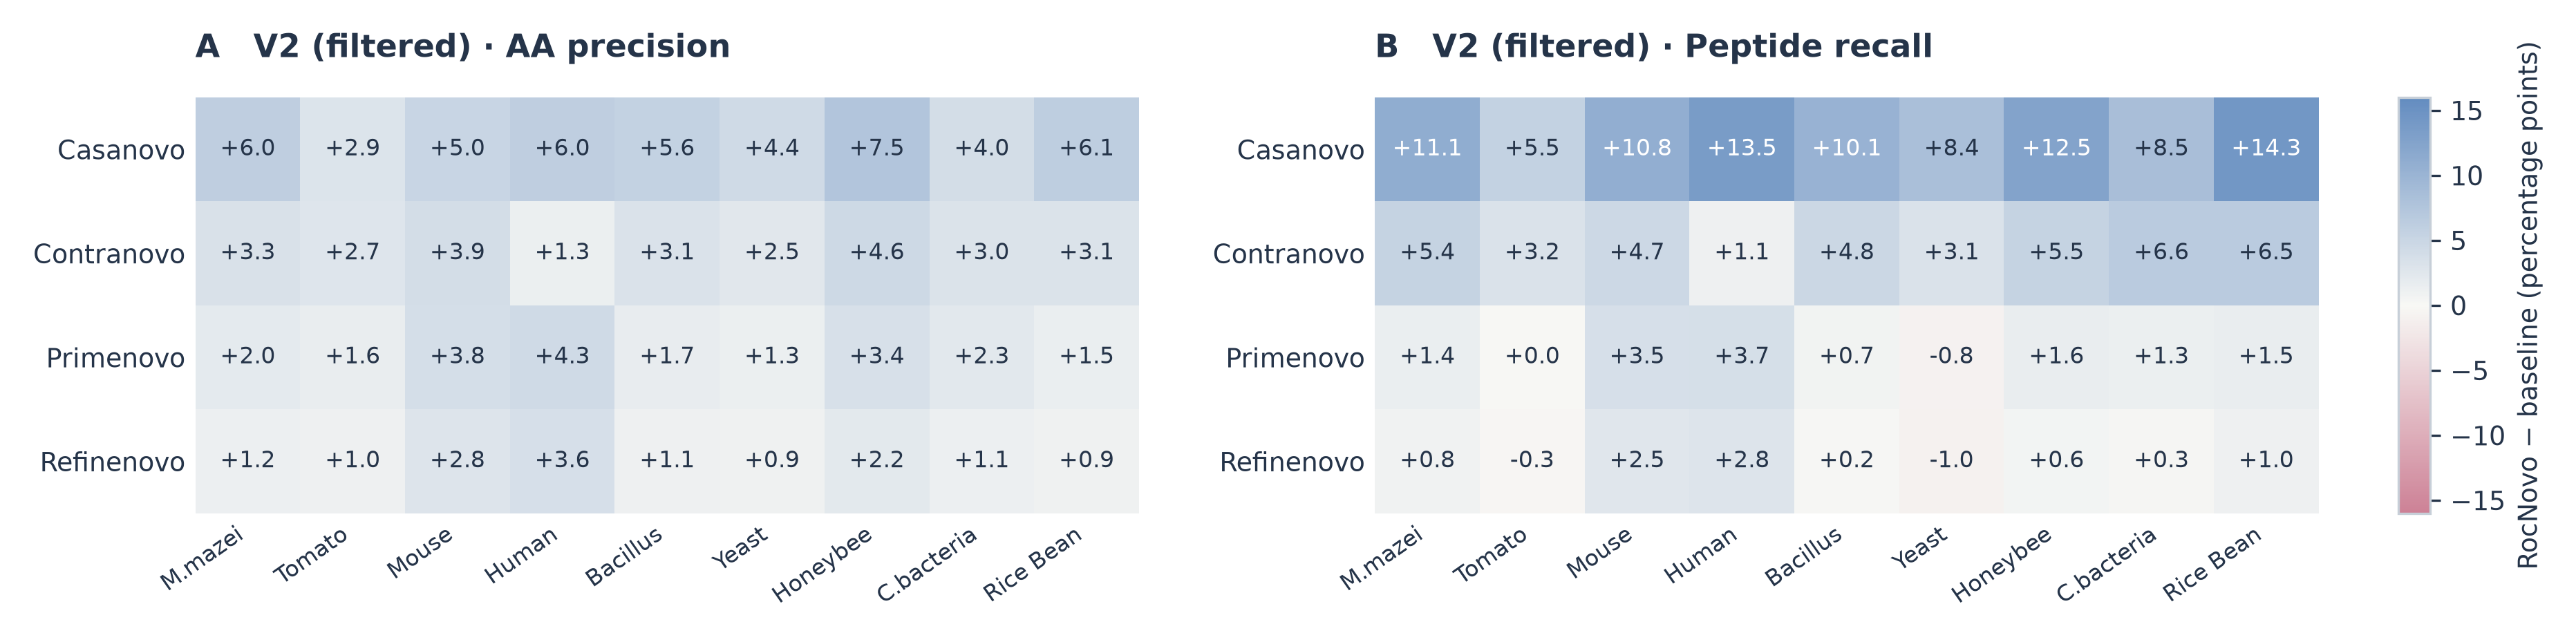 A V2 (filtered) · AA precision
Casanovo +6.0 +2.9 +5.0 +6.0 +5.6 +4.4 +7.5 +4.0 +6.1
Contranovo +3.3 +2.7 +3.9 +1.3 +3.1 +2.5 +4.6 +3.0 +3.1
Primenovo +2.0 +1.6 +3.8 +4.3 +1.7 +1.3 +3.4 +2.3 +1.5
Refinenovo +1.2 +1.0 +2.8 +3.6 +1.1 +0.9 +2.2 +1.1 +0.9
M.mazei Tomato Mouse Human Bacillus Yeast Honeybee C.bacteria Rice Bean
B V2 (filtered) · Peptide recall
Casanovo +11.1 +5.5 +10.8 +13.5 +10.1 +8.4 +12.5 +8.5 +14.3
Contranovo +5.4 +3.2 +4.7 +1.1 +4.8 +3.1 +5.5 +6.6 +6.5
Primenovo +1.4 +0.0 +3.5 +3.7 +0.7 -0.8 +1.6 +1.3 +1.5
Refinenovo +0.8 -0.3 +2.5 +2.8 +0.2 -1.0 +0.6 +0.3 +1.0
M.mazei Tomato Mouse Human Bacillus Yeast Honeybee C.bacteria Rice Bean
15
10
5
0
−5
−10
−15
RocNovo − baseline (percentage points)